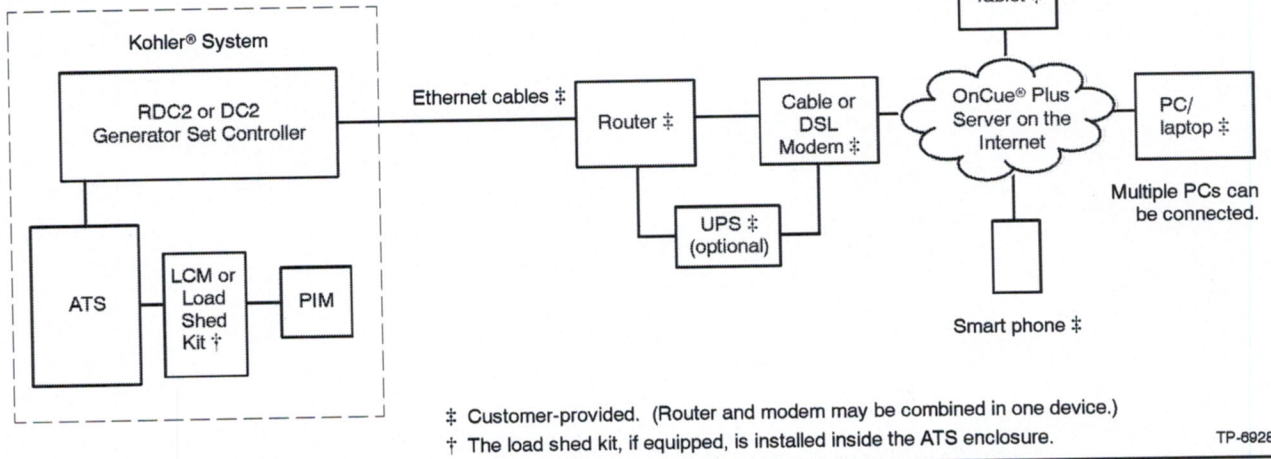 Tablet ‡
Kohler® System
RDC2 or DC2
Generator Set Controller
Ethernet cables ‡
Router ‡
Cable or
DSL
Modem ‡
OnCue® Plus
Server on the
Internet
PC/
laptop ‡
Multiple PCs can
be connected.
UPS ‡
(optional)
ATS
LCM or
Load
Shed
Kit †
PIM
Smart phone ‡
‡ Customer-provided. (Router and modem may be combined in one device.)
† The load shed kit, if equipped, is installed inside the ATS enclosure.
TP-6928